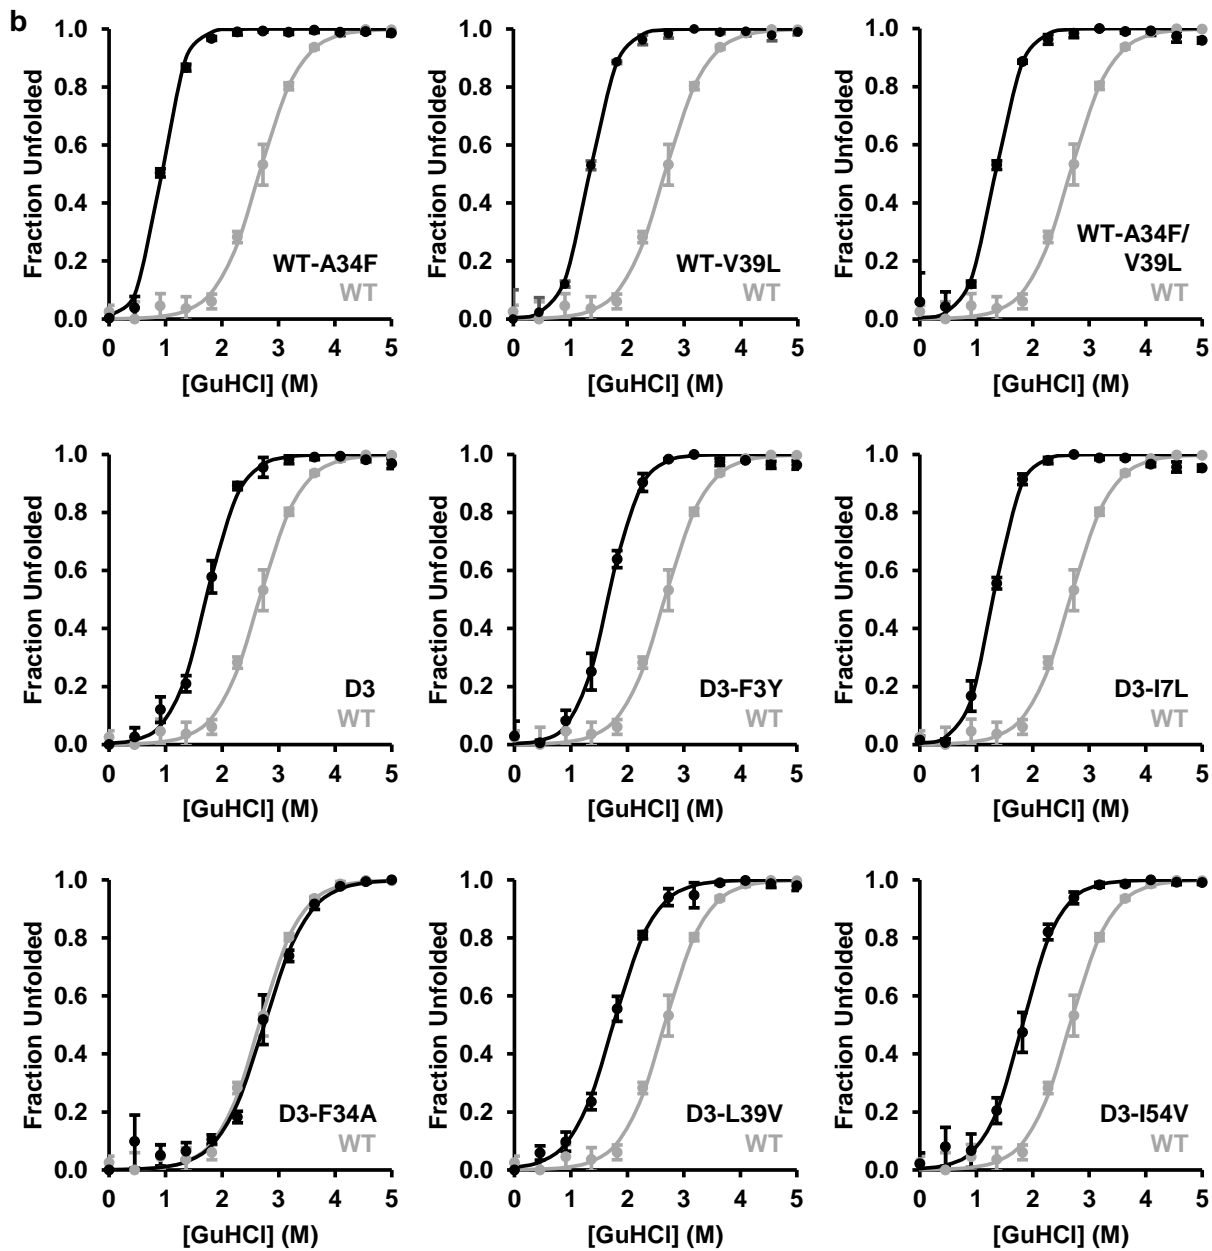 b
Fraction Unfolded
1.0
0.8
0.6
0.4
0.2
0.0
WT-A34F
WT
0 1 2 3 4 5
[GuHCl] (M)
Fraction Unfolded
1.0
0.8
0.6
0.4
0.2
0.0
WT-V39L
WT
0 1 2 3 4 5
[GuHCl] (M)
Fraction Unfolded
1.0
0.8
0.6
0.4
0.2
0.0
WT-A34F/
V39L
WT
0 1 2 3 4 5
[GuHCl] (M)
Fraction Unfolded
1.0
0.8
0.6
0.4
0.2
0.0
D3
WT
0 1 2 3 4 5
[GuHCl] (M)
Fraction Unfolded
1.0
0.8
0.6
0.4
0.2
0.0
D3-F3Y
WT
0 1 2 3 4 5
[GuHCl] (M)
Fraction Unfolded
1.0
0.8
0.6
0.4
0.2
0.0
D3-I7L
WT
0 1 2 3 4 5
[GuHCl] (M)
Fraction Unfolded
1.0
0.8
0.6
0.4
0.2
0.0
D3-F34A
WT
0 1 2 3 4 5
[GuHCl] (M)
Fraction Unfolded
1.0
0.8
0.6
0.4
0.2
0.0
D3-L39V
WT
0 1 2 3 4 5
[GuHCl] (M)
Fraction Unfolded
1.0
0.8
0.6
0.4
0.2
0.0
D3-I54V
WT
0 1 2 3 4 5
[GuHCl] (M)